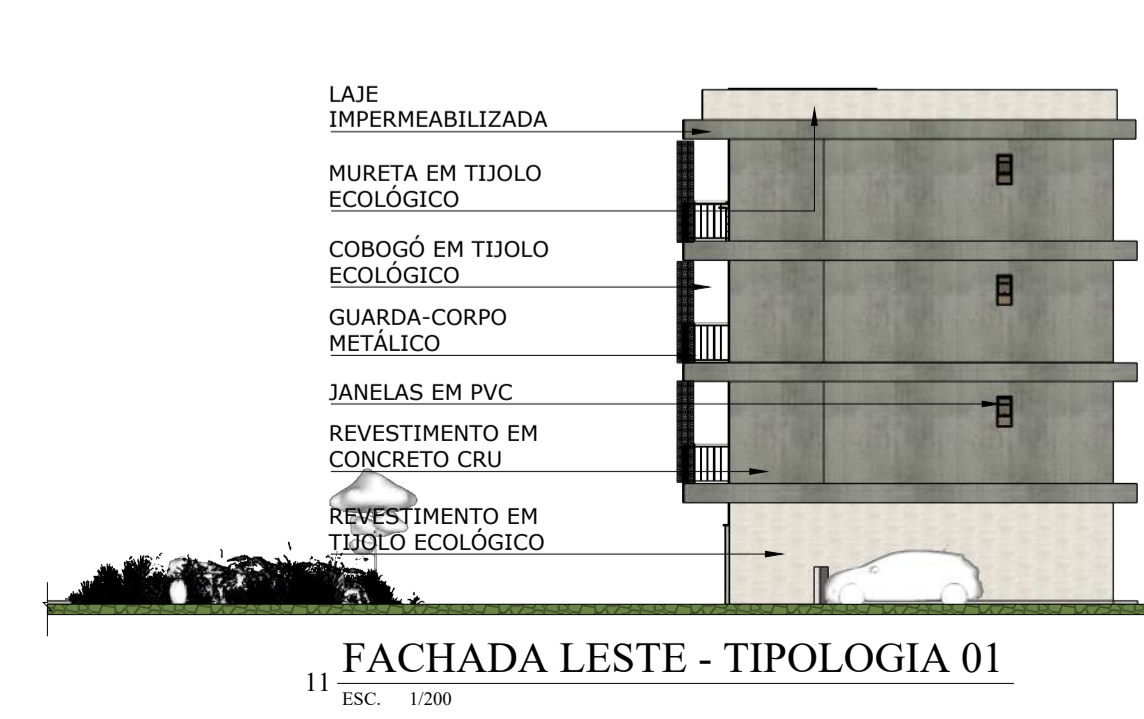 LAJE
IMPERMEABILIZADA
MURETA EM TIJOLO
ECOLÓGICO
COBOGÓ EM TIJOLO
ECOLÓGICO
GUARDA-CORPO
METÁLICO
JANELAS EM PVC
REVESTIMENTO EM
CONCRETO CRU
REVESTIMENTO EM
TIJOLO ECOLÓGICO
11 FACHADA LESTE - TIPOLOGIA 01
ESC. 1/200